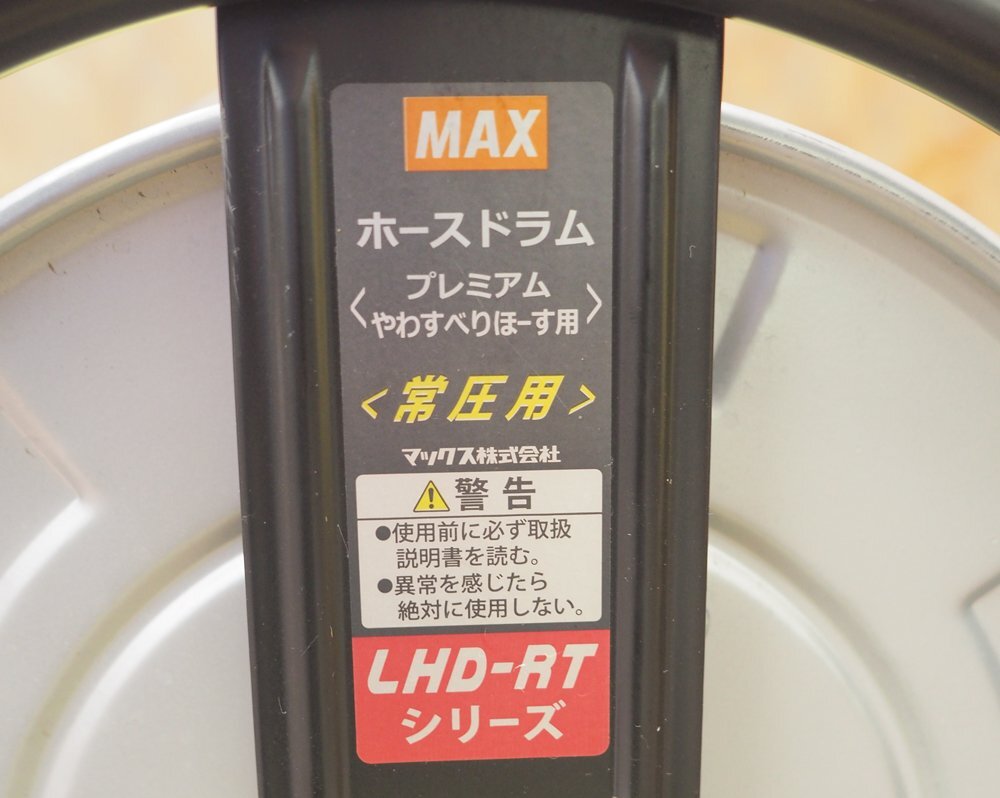 MAX
ホースドラム
〈プレミアム
やわすべりほーす用〉
<常圧用>
マックス株式会社
⚠警告
●使用前に必ず取扱
説明書を読む。
●異常を感じたら
絶対に使用しない。
LHD-RT
シリーズ